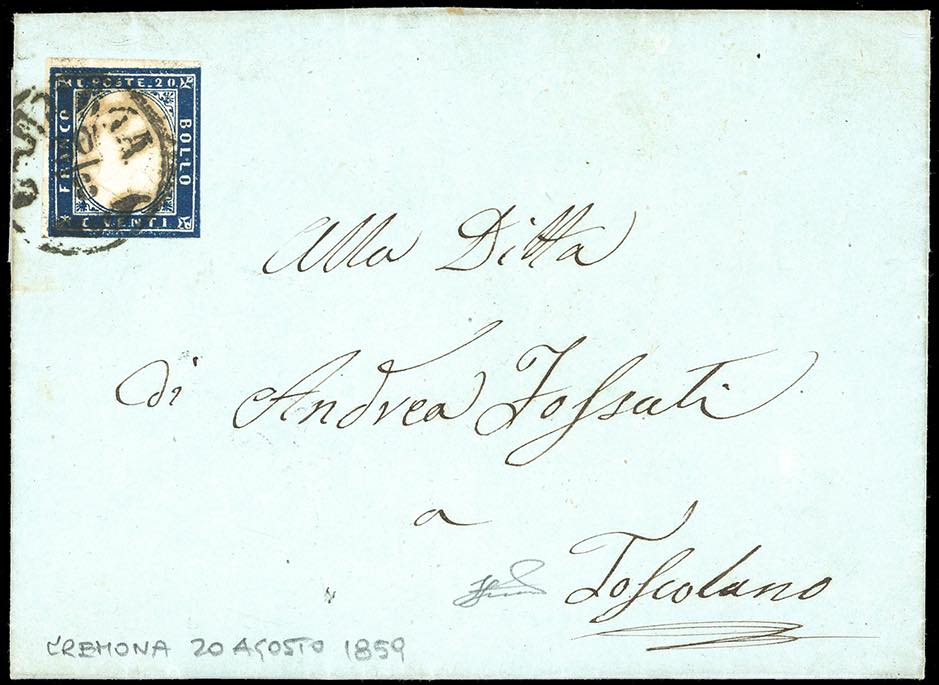 C. POSTE. 20
FRANCO
BOLLO
C. VENTI.
Alla Ditta
di Andrea Fossati
a
Toscolano
CREMONA 20 AGOSTO 1859